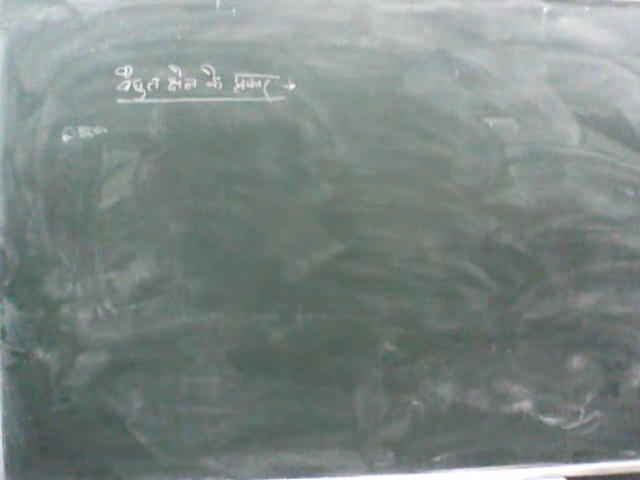 वैद्युत क्षेत्र के प्रकार →